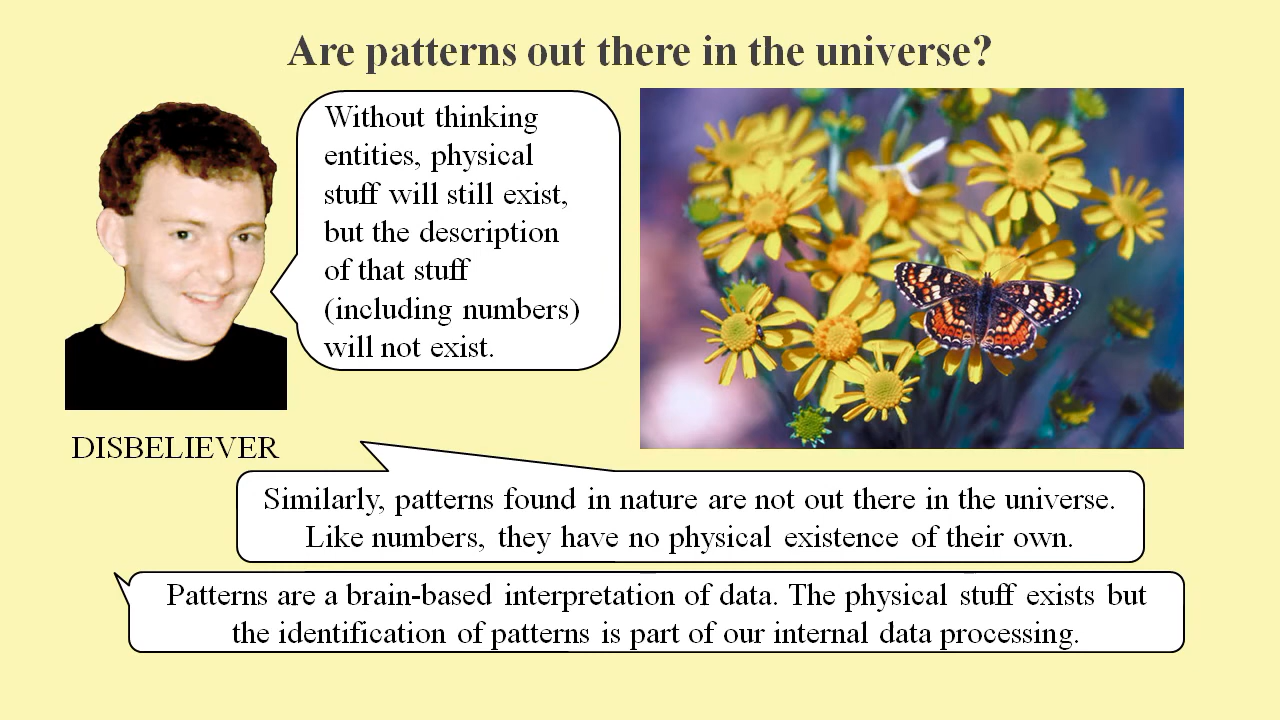 Are patterns out there in the universe?
Without thinking
entities, physical
stuff will still exist,
but the description
of that stuff
(including numbers)
will not exist.
DISBELIEVER
Similarly, patterns found in nature are not out there in the universe.
Like numbers, they have no physical existence of their own.
Patterns are a brain-based interpretation of data. The physical stuff exists but
the identification of patterns is part of our internal data processing.